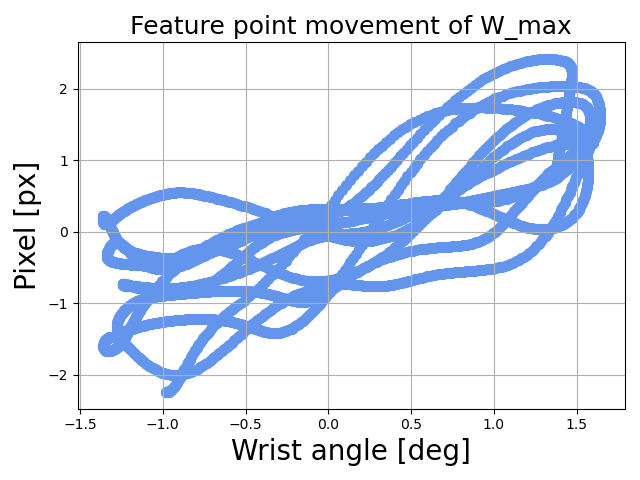 Feature point movement of W_max
2
1
0
−1
−2
Pixel [px]
−1.5 −1.0 −0.5 0.0 0.5 1.0 1.5
Wrist angle [deg]